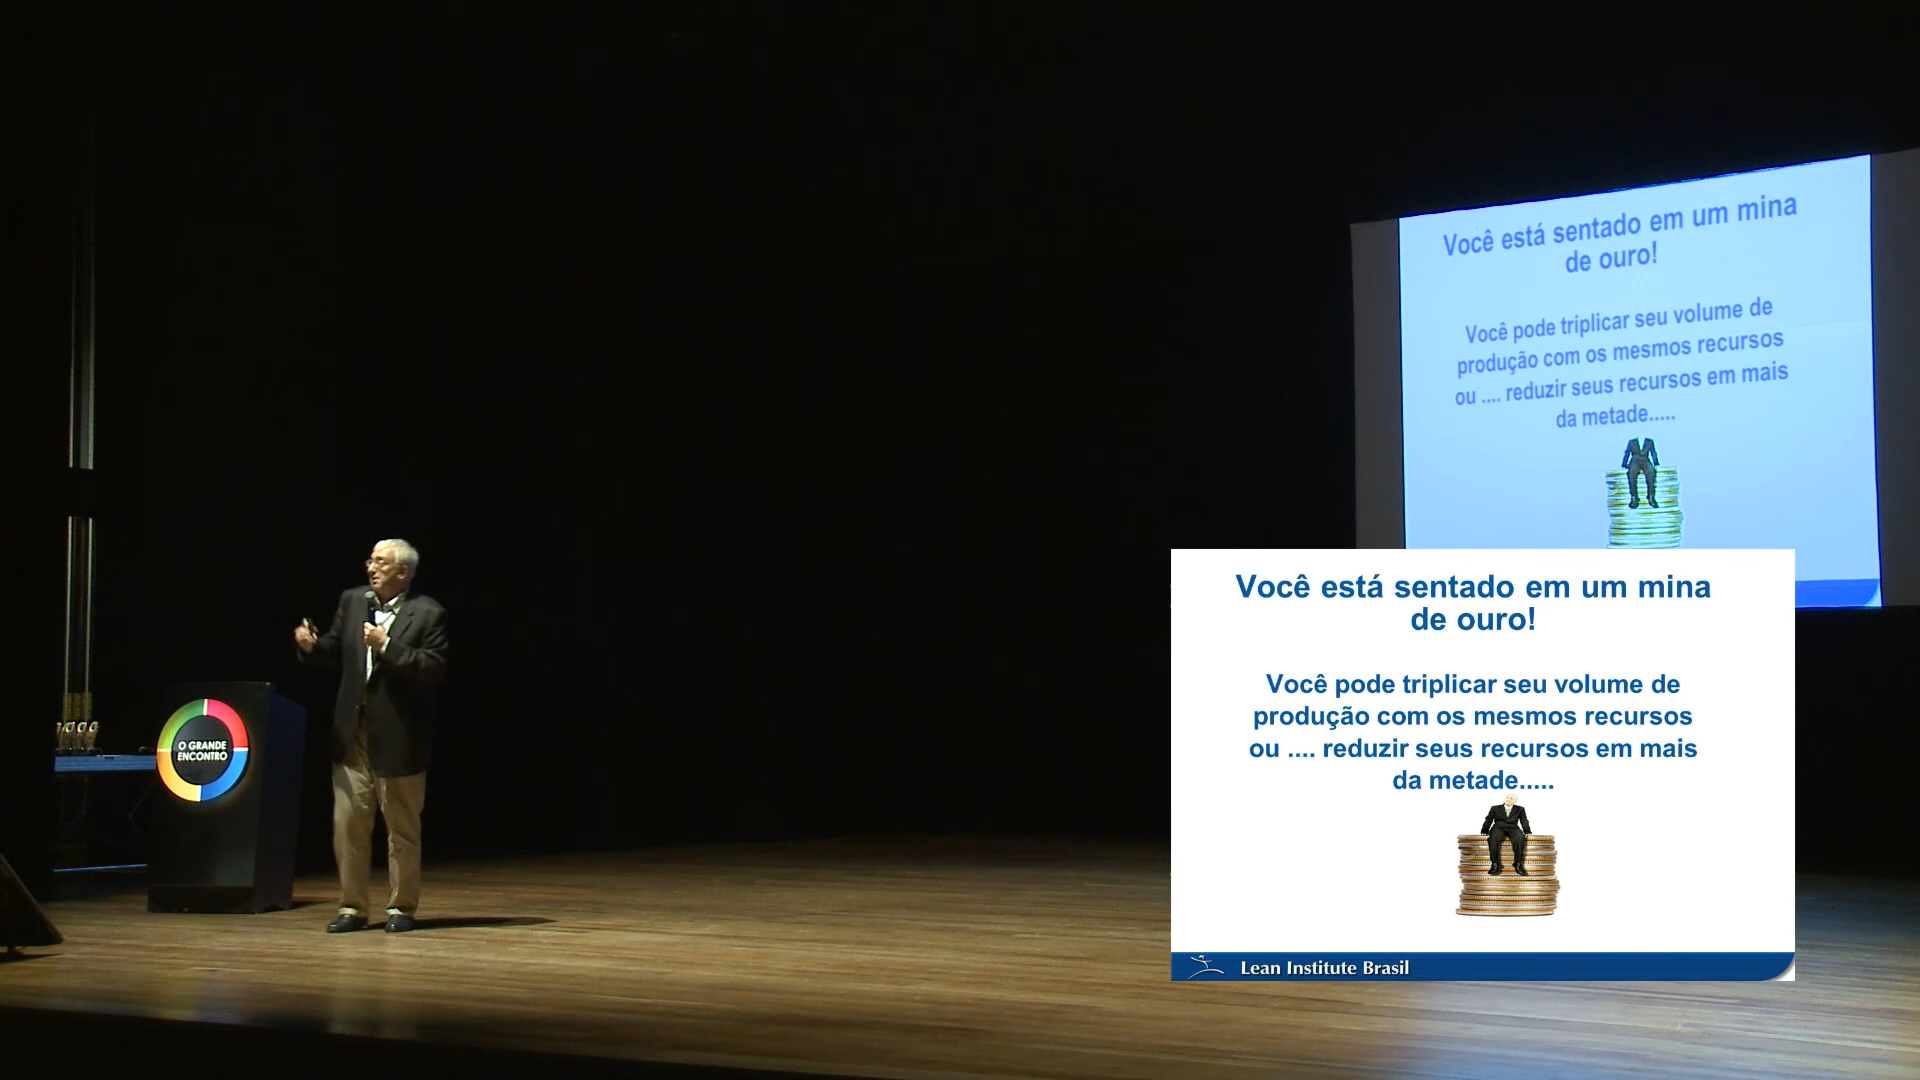 Você está sentado em um mina
de ouro!
Você pode triplicar seu volume de
produção com os mesmos recursos
ou .... reduzir seus recursos em mais
da metade.....
O GRANDE
ENCONTRO
Você está sentado em um mina
de ouro!
Você pode triplicar seu volume de
produção com os mesmos recursos
ou .... reduzir seus recursos em mais
da metade.....
Lean Institute Brasil